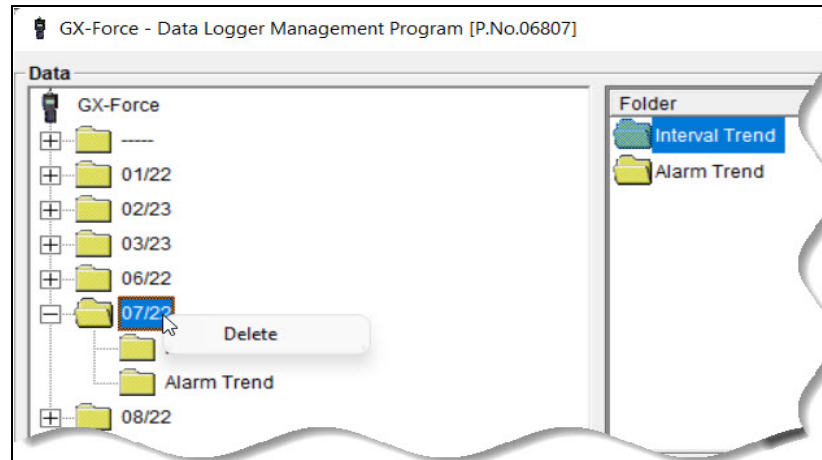 GX-Force - Data Logger Management Program [P.No.06807]
Data
GX-Force
-----
01/22
02/23
03/23
06/22
07/22
Delete
Alarm Trend
08/22
Folder
Interval Trend
Alarm Trend